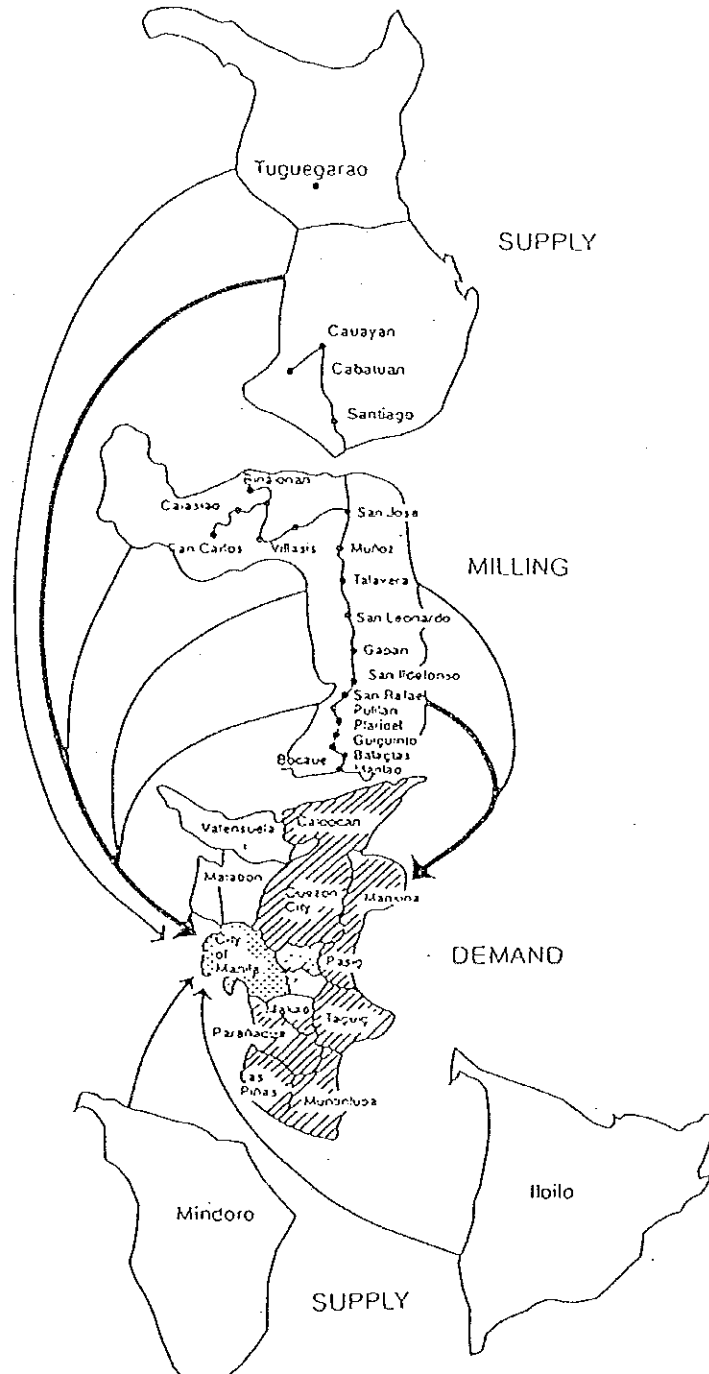 Tuguegarao
SUPPLY
Cauayan
Cabatuan
Santiago
Binalonan
Calasiao
San Jose
San Carlos
Villasis
Muñoz
MILLING
Talavera
San Leonardo
Gapan
San Ildefonso
San Rafael
Pulilan
Plaridel
Guiguinto
Bocaue
Balagtas
Valenzuela
Caloocan
Malabon
Quezon
City
Marikina
City
of
Manila
Pasig
DEMAND
Makati
Taguig
Parañaque
Las
Piñas
Muntinlupa
Mindoro
Iloilo
SUPPLY